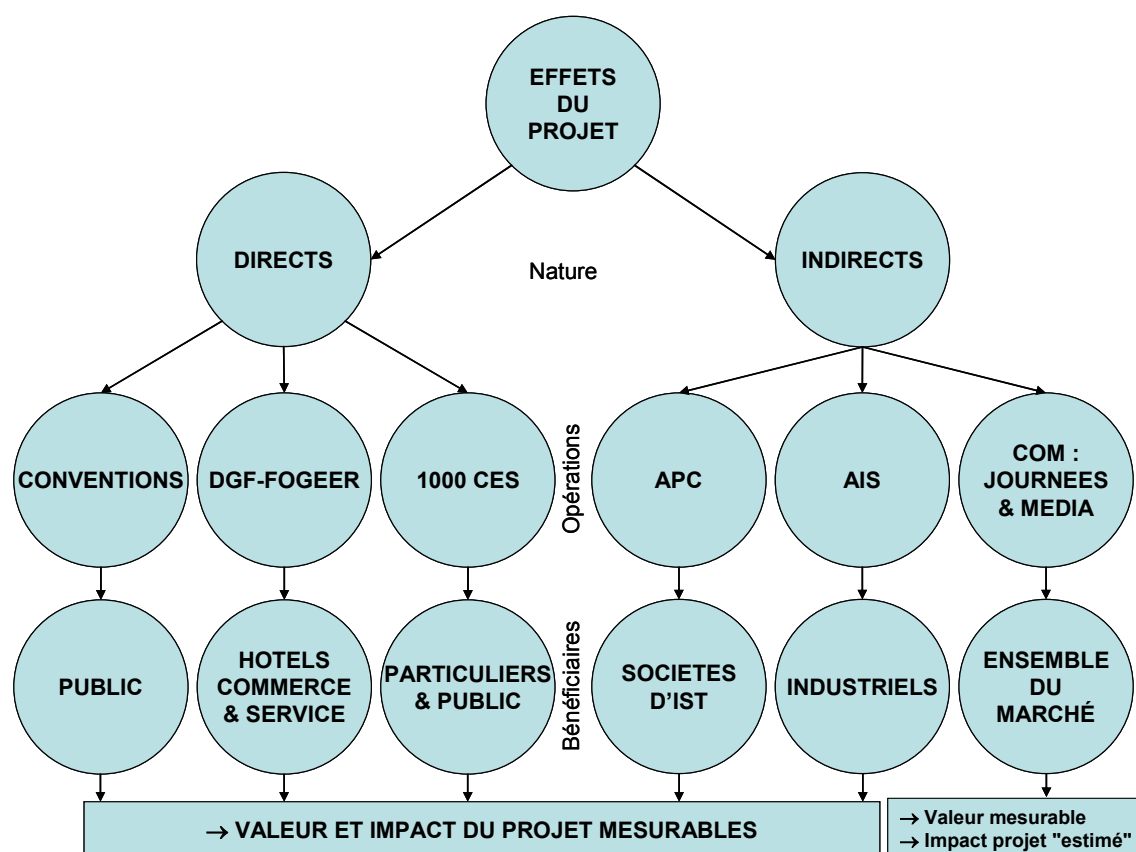 EFFETS
DU
PROJET
DIRECTS
Nature
INDIRECTS
CONVENTIONS
DGF-FOGEER
1000 CES
Opérations
APC
AIS
COM :
JOURNEES
& MEDIA
PUBLIC
HOTELS
COMMERCE
& SERVICE
PARTICULIERS
& PUBLIC
Bénéficiaires
SOCIETES
D’IST
INDUSTRIELS
ENSEMBLE
DU
MARCHÉ
→ VALEUR ET IMPACT DU PROJET MESURABLES
→ Valeur mesurable
→ Impact projet "estimé"